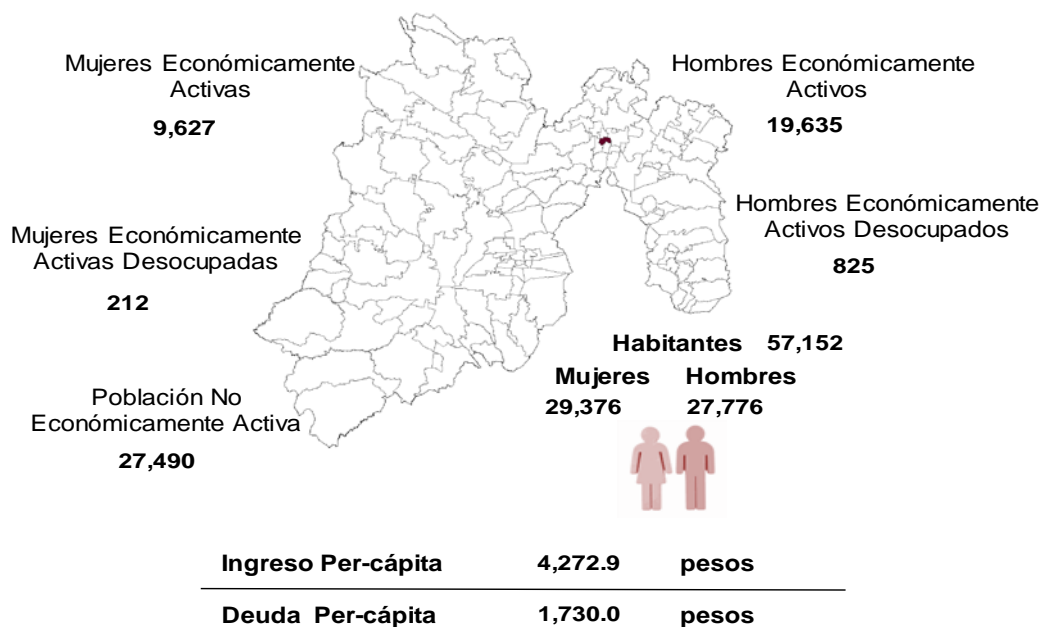 Mujeres Económicamente
Activas
9,627
Hombres Económicamente
Activos
19,635
Mujeres Económicamente
Activas Desocupadas
212
Hombres Económicamente
Activos Desocupados
825
Habitantes 57,152
Mujeres Hombres
29,376 27,776
Población No
Económicamente Activa
27,490
Ingreso Per-cápita 4,272.9 pesos
Deuda Per-cápita 1,730.0 pesos